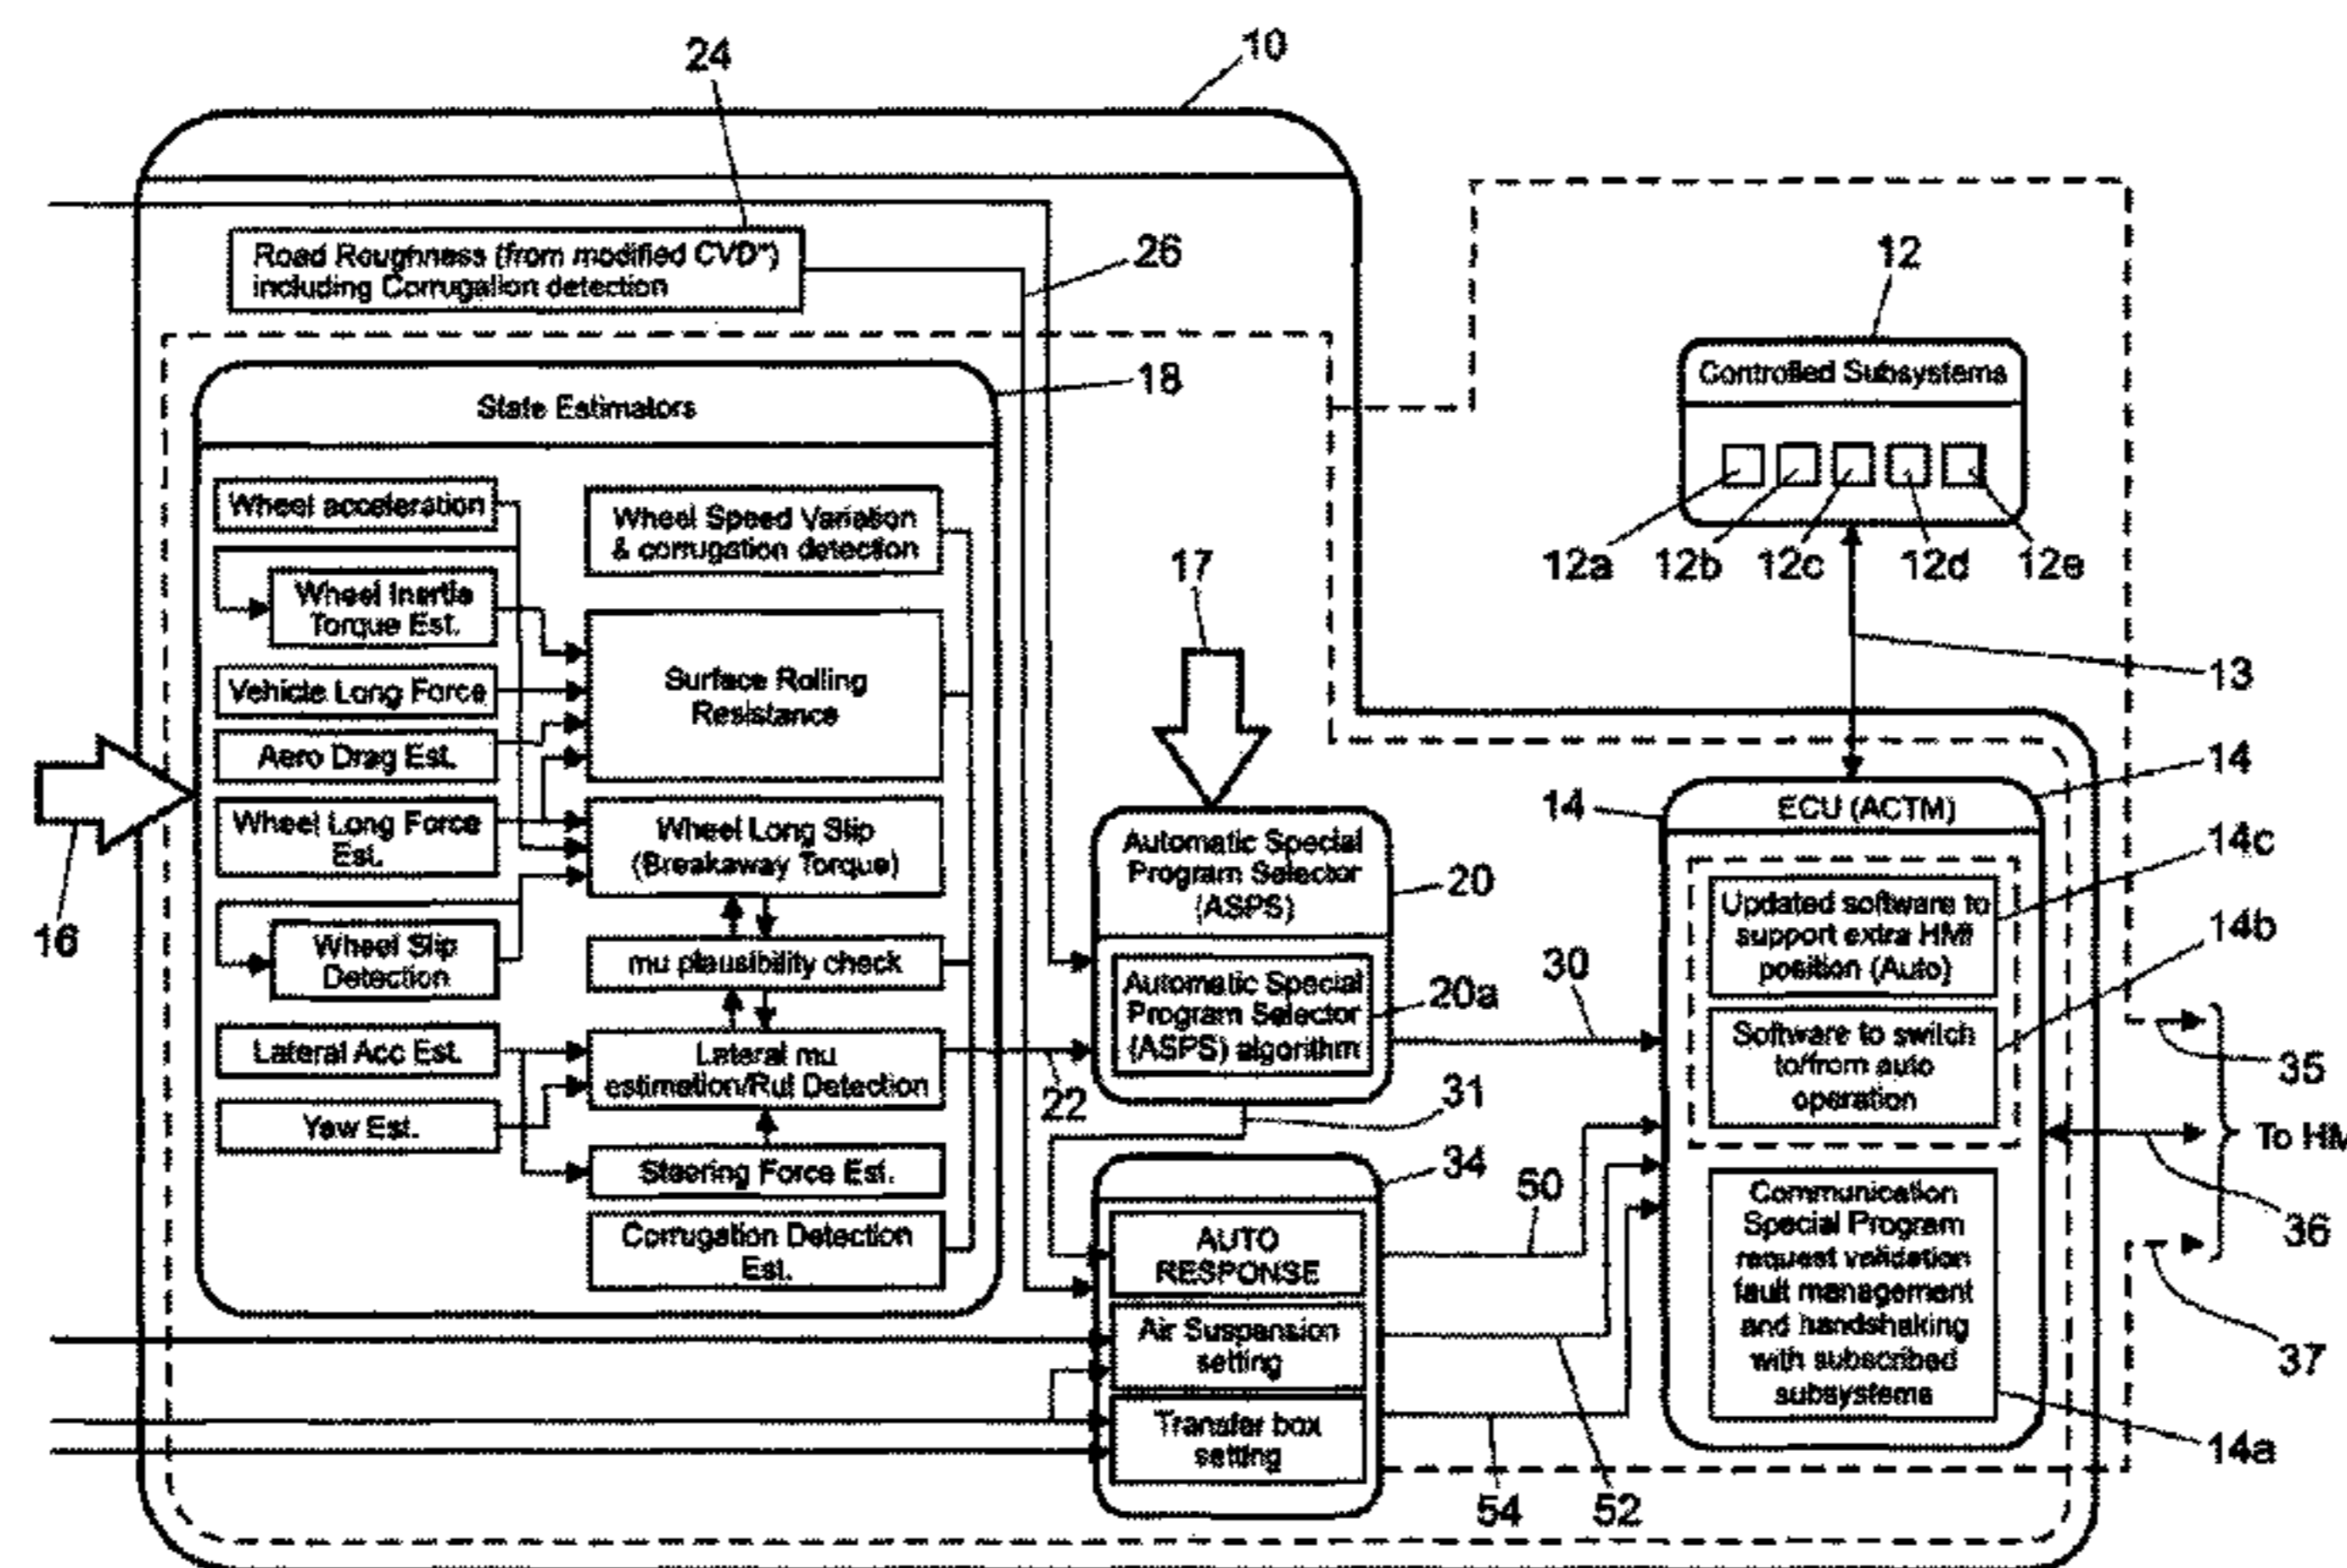 24
10
Road Roughness (from modified CVD")
including Corrugation detection
26
12
Controlled Subsystems
12a
12b
12c
12d
12e
13
18
State Estimators
Wheel acceleration
Wheel Inertia
Torque Est.
Vehicle Long Force
Aero Drag Est.
Wheel Long Force
Est.
Wheel Slip
Detection
Lateral Acc Est.
Yaw Est.
Wheel Speed Variation
& corrugation detection
Surface Rolling
Resistance
Wheel Long Slip
(Breakaway Torque)
mu plausibility check
Lateral mu
estimation/Rut Detection
Steering Force Est.
Corrugation Detection
Est.
16
17
Automatic Special
Program Selector
(ASPS)
20
Automatic Special
Program Selector
(ASPS) algorithm
20a
22
30
31
34
AUTO
RESPONSE
Air Suspension
setting
Transfer box
setting
50
52
54
14
14
ECU (ACTM)
14c
Updated software to
support extra HMI
position (Auto)
14b
Software to switch
to/from auto
operation
Communication
Special Program
request validation
fault management
and handshaking
with subscribed
subsystems
14a
35
To HM
36
37